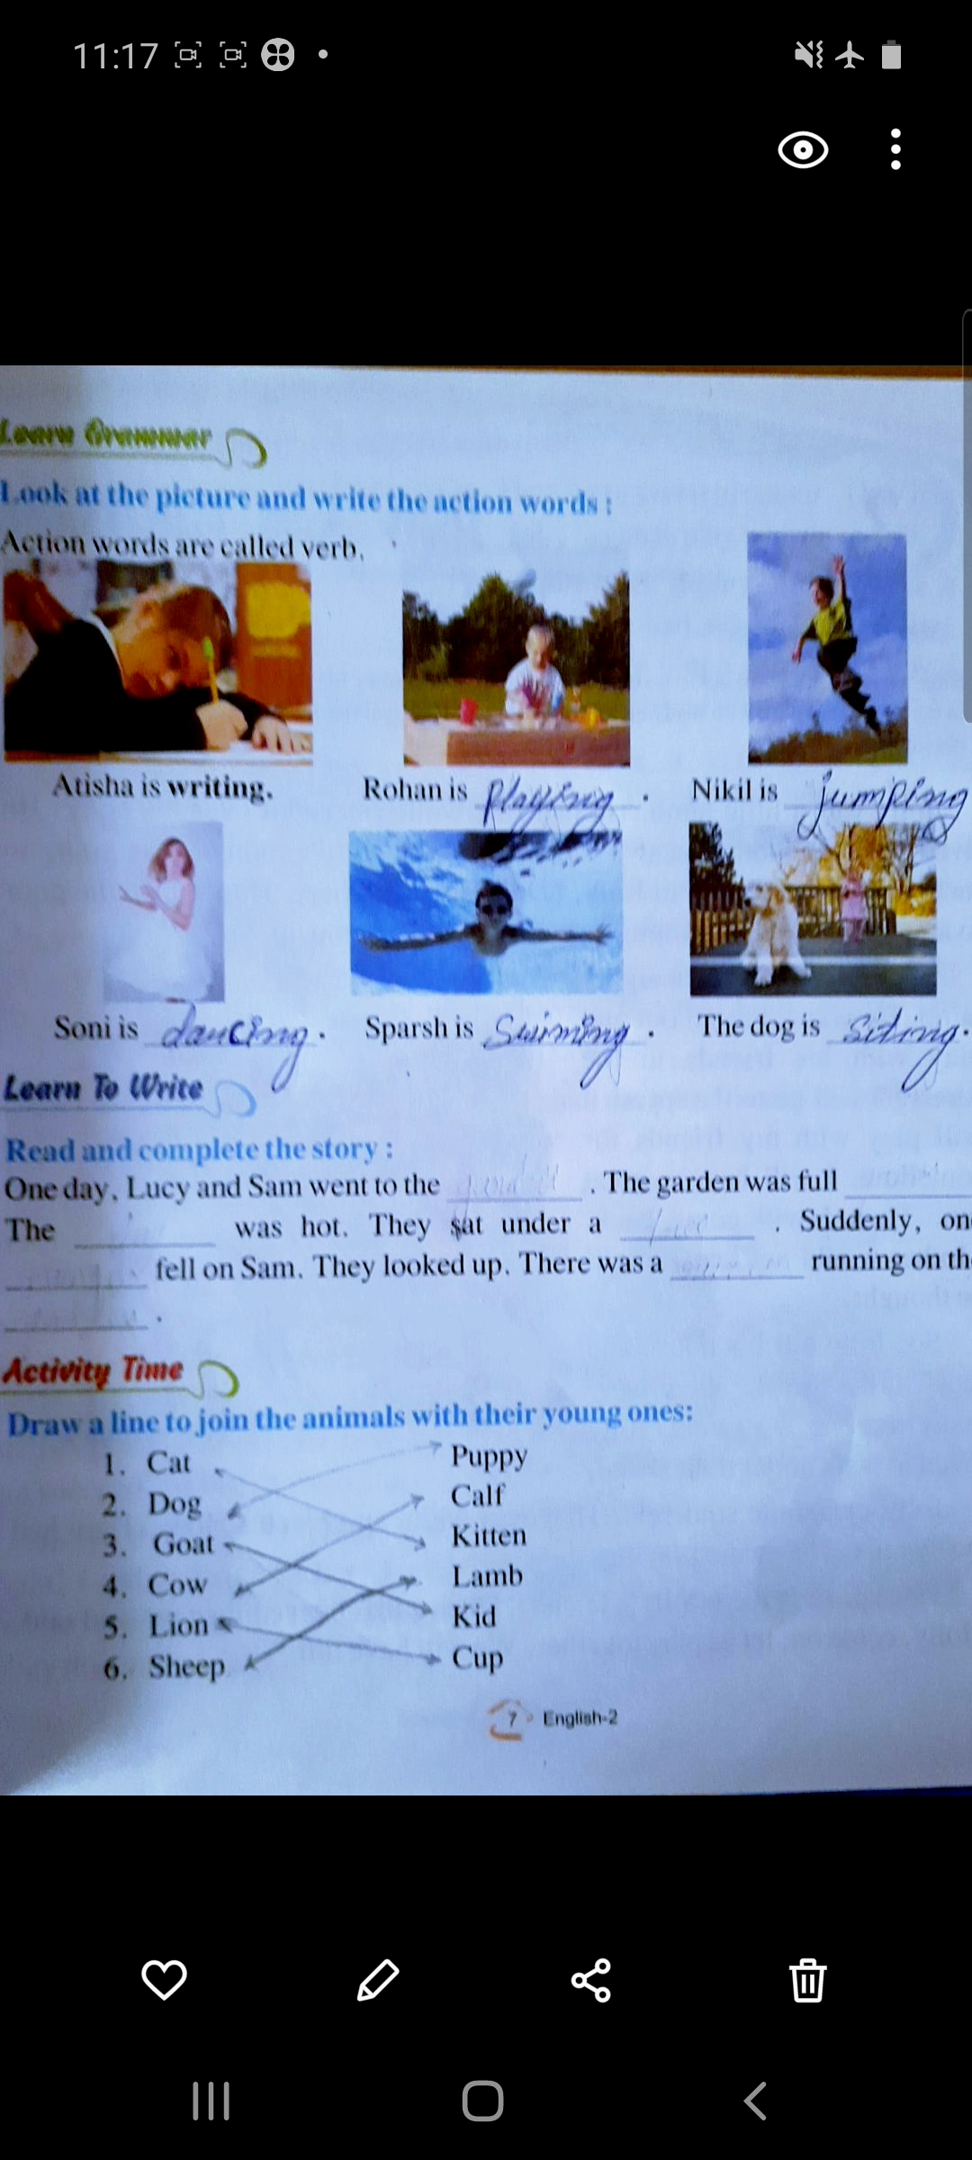 11:17
Learn Grammar
Look at the picture and write the action words :
Action words are called verb.
Atisha is writing. Rohan is playing . Nikil is jumping
Soni is dancing . Sparsh is Swiming . The dog is siting .
Learn To Write
Read and complete the story :
One day, Lucy and Sam went to the . The garden was full
The was hot. They sat under a . Suddenly, on
fell on Sam. They looked up. There was a running on th
.
Activity Time
Draw a line to join the animals with their young ones:
1. Cat Puppy
2. Dog Calf
3. Goat Kitten
4. Cow Lamb
5. Lion Kid
6. Sheep Cup
7 English-2